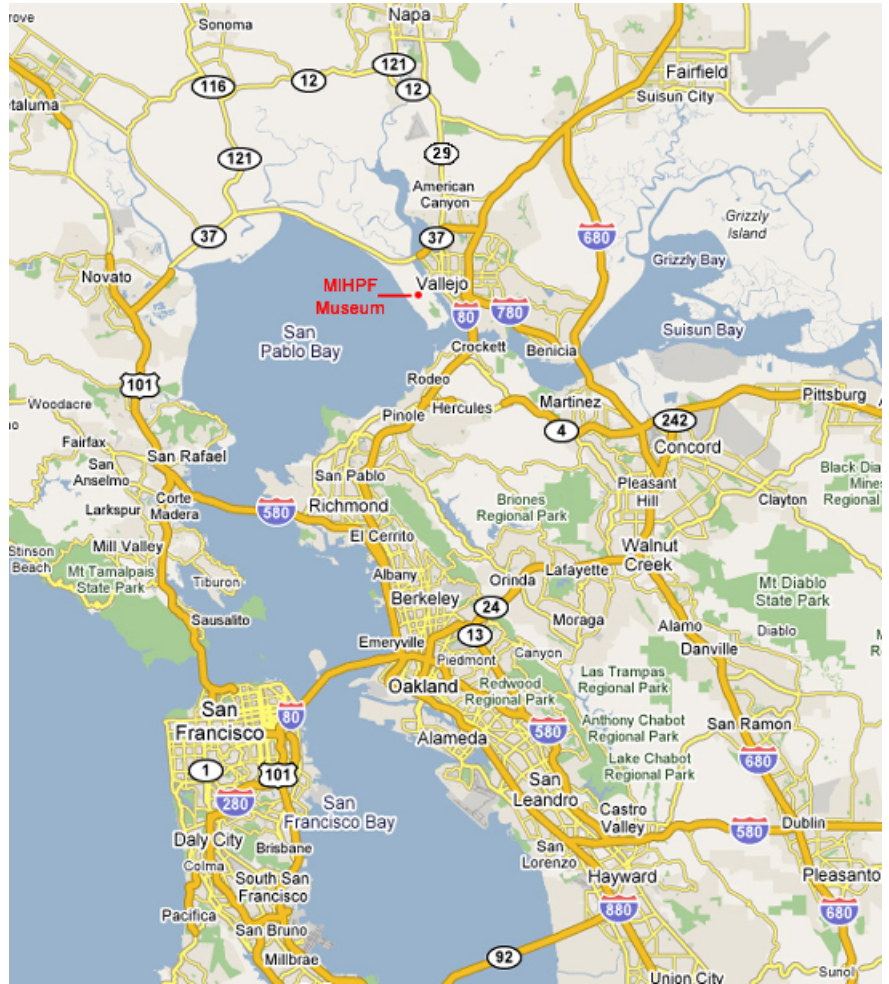 Napa
Sonoma
rove
121
12
116
12
Fairfield
Suisun City
etaluma
29
121
American
Canyon
Grizzly
Island
37
37
680
Grizzly Bay
Novato
MIHPF
Museum
Vallejo
80
780
San
Pablo Bay
Suisun Bay
Crockett
Benicia
101
Rodeo
Hercules
Martinez
Pittsburg
Woodacre
Pinole
4
242
Concord
Fairfax
San Rafael
San
Anselmo
San Pablo
Black Dia
Mines
Regional
Pleasant
Hill
Corte
Madera
Larkspur
Richmond
580
Briones
Regional Park
Clayton
El Cerrito
Mill Valley
Stinson
Beach
Mt Tamalpais
State Park
Tiburon
Albany
Berkeley
Orinda
Lafayette
Walnut
Creek
Mt Diablo
State Park
24
Sausalito
13
Moraga
Alamo
Diablo
Emeryville
Piedmont
Canyon
Danville
Oakland
Redwood
Regional Park
Las Trampas
Regional Park
San
Francisco
80
Alameda
580
Anthony Chabot
Regional Park
San Ramon
Lake Chabot
Regional Park
680
1
101
280
San
Francisco Bay
San
Leandro
Castro
Valley
580
Dublin
Daly City
Brisbane
Colma
San
Lorenzo
Hayward
Pleasanto
South San
Francisco
Pacifica
880
680
San Bruno
Millbrae
92
Union City
Sunol